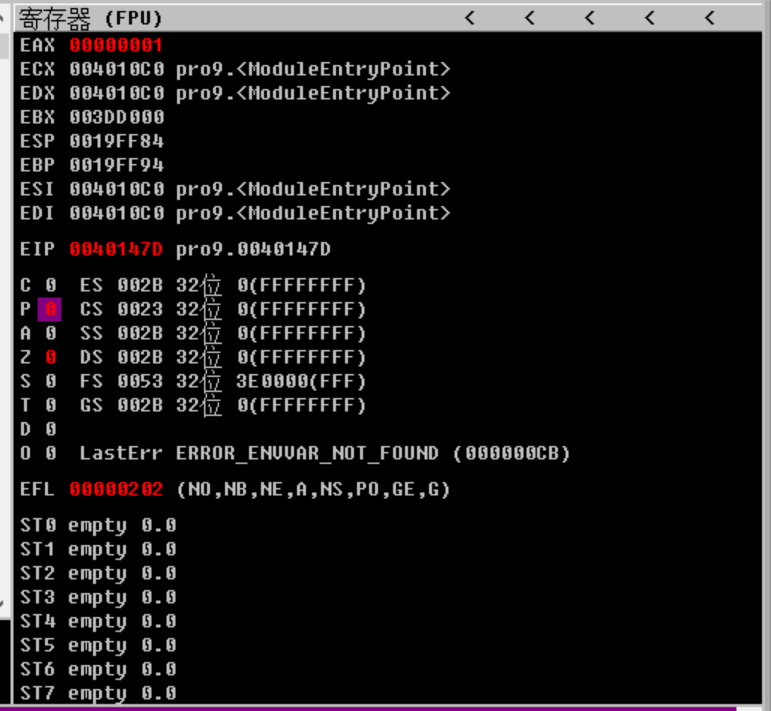 寄存器 (FPU) < < < < <
EAX 00000001
ECX 004010C0 pro9.<ModuleEntryPoint>
EDX 004010C0 pro9.<ModuleEntryPoint>
EBX 003DD000
ESP 0019FF84
EBP 0019FF94
ESI 004010C0 pro9.<ModuleEntryPoint>
EDI 004010C0 pro9.<ModuleEntryPoint>
EIP 0040147D pro9.0040147D
C 0 ES 002B 32位 0(FFFFFFFF)
P 0 CS 0023 32位 0(FFFFFFFF)
A 0 SS 002B 32位 0(FFFFFFFF)
Z 0 DS 002B 32位 0(FFFFFFFF)
S 0 FS 0053 32位 3E0000(FFF)
T 0 GS 002B 32位 0(FFFFFFFF)
D 0
O 0 LastErr ERROR_ENVVAR_NOT_FOUND (000000CB)
EFL 00000202 (NO,NB,NE,A,NS,PO,GE,G)
ST0 empty 0.0
ST1 empty 0.0
ST2 empty 0.0
ST3 empty 0.0
ST4 empty 0.0
ST5 empty 0.0
ST6 empty 0.0
ST7 empty 0.0